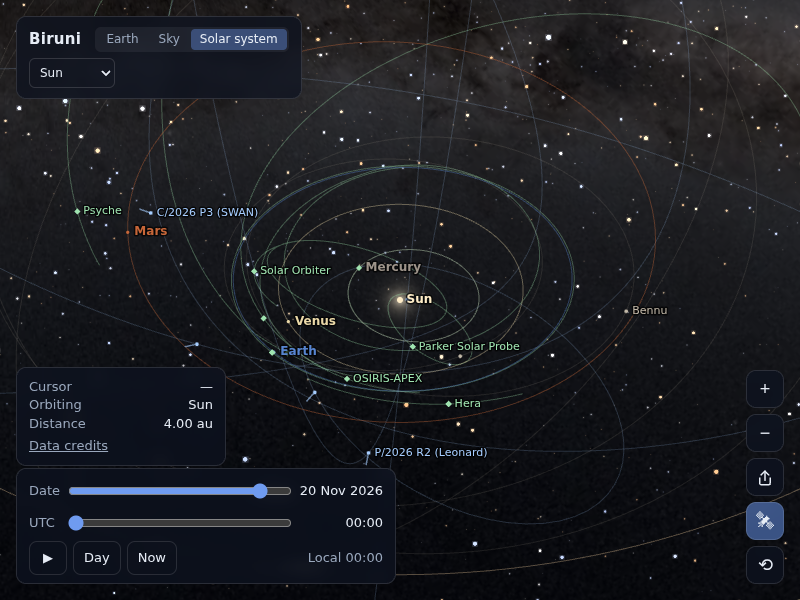 Biruni
Earth
Sky
Solar system
Sun
Psyche
C/2026 P3 (SWAN)
Mars
Solar Orbiter
Mercury
Sun
Bennu
Venus
Earth
Parker Solar Probe
OSIRIS-APEX
Hera
P/2026 R2 (Leonard)
Cursor —
Orbiting Sun
Distance 4.00 au
Data credits
Date 20 Nov 2026
UTC 00:00
Day
Now
Local 00:00